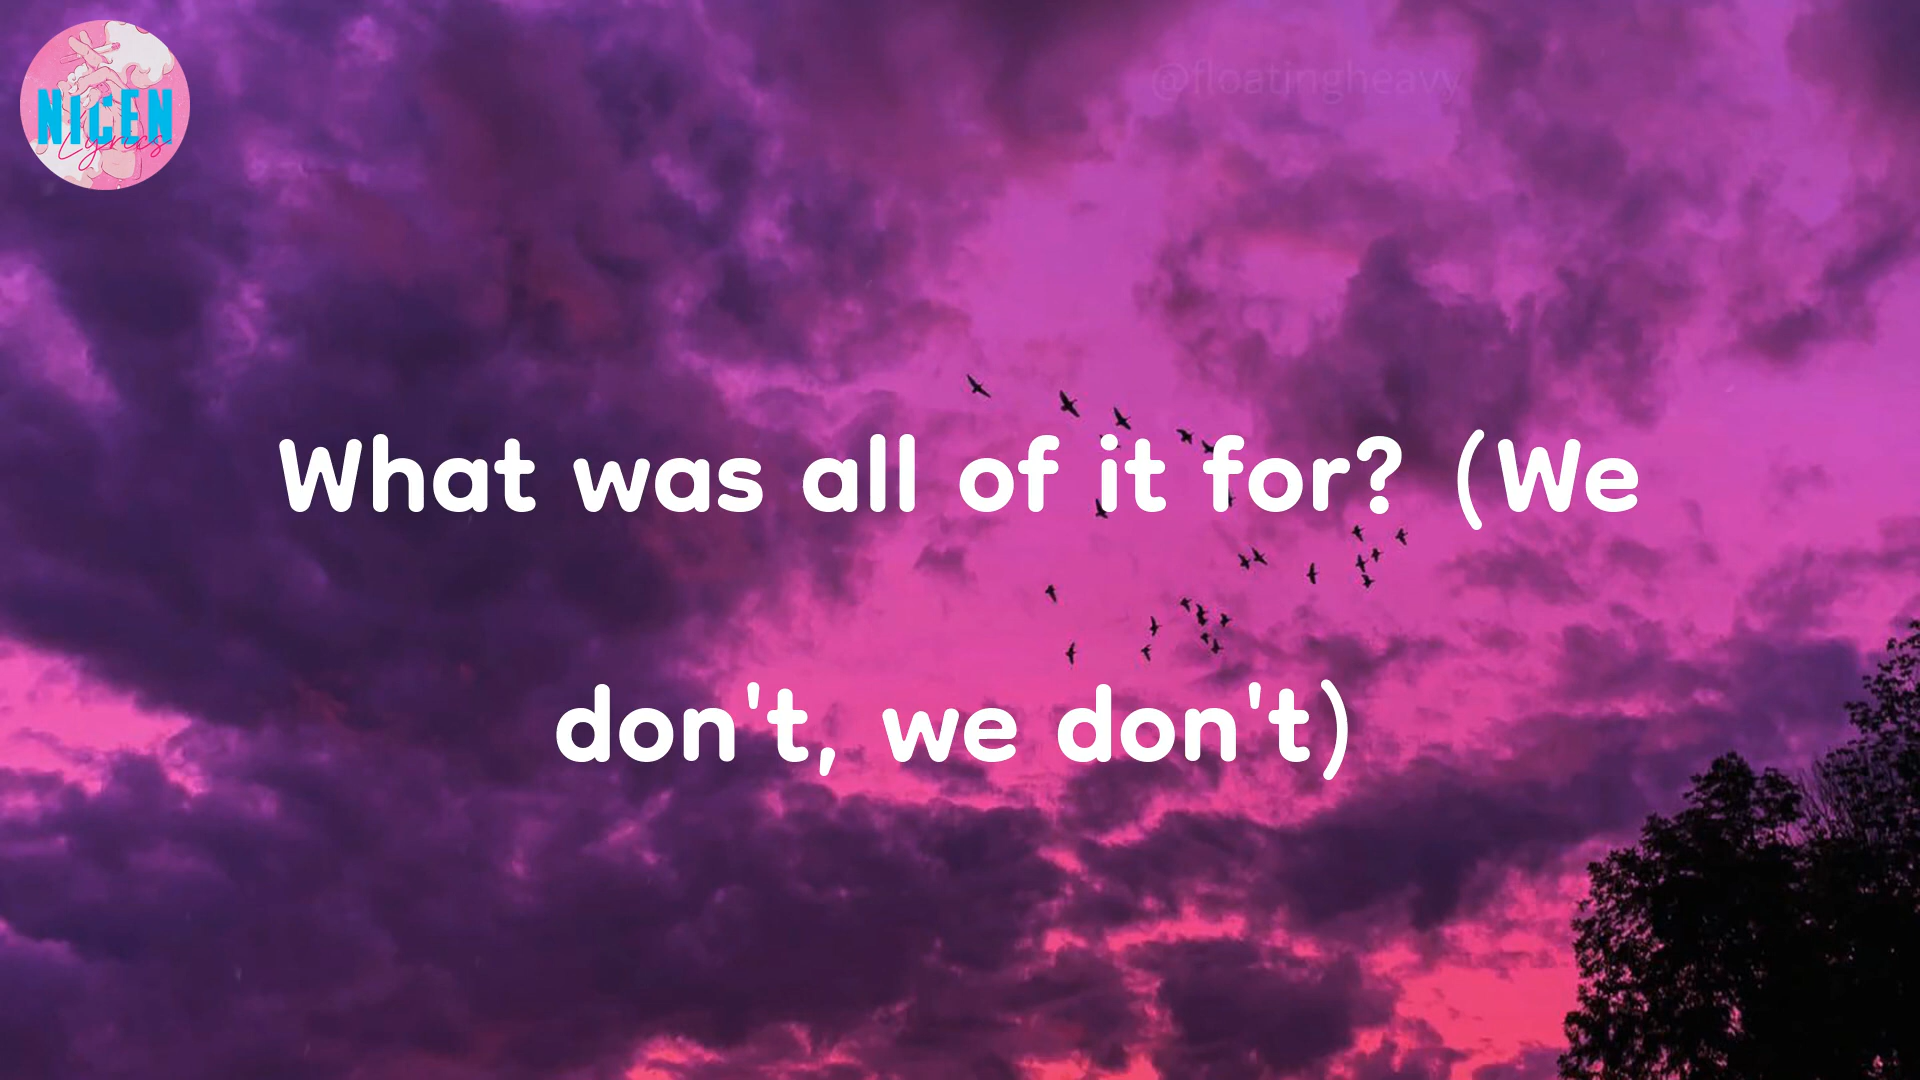 NICEN
Lyrics
@floatingheavy
What was all of it for? (We
don't, we don't)